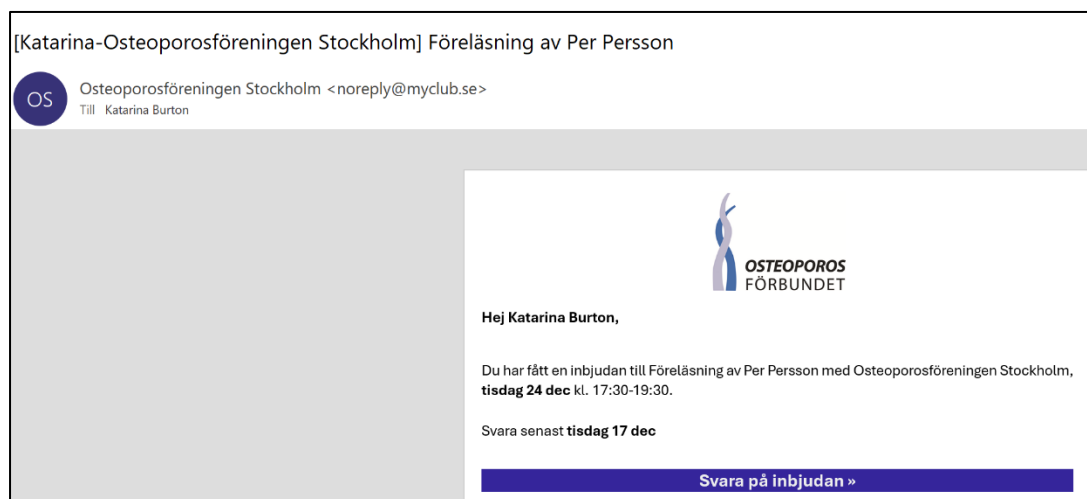 [Katarina-Osteoporosföreningen Stockholm] Föreläsning av Per Persson
OS
Osteoporosföreningen Stockholm <noreply@myclub.se>
Till Katarina Burton
OSTEOPOROS
FÖRBUNDET
Hej Katarina Burton,
Du har fått en inbjudan till Föreläsning av Per Persson med Osteoporosföreningen Stockholm,
tisdag 24 dec kl. 17:30-19:30.
Svara senast tisdag 17 dec
Svara på inbjudan »